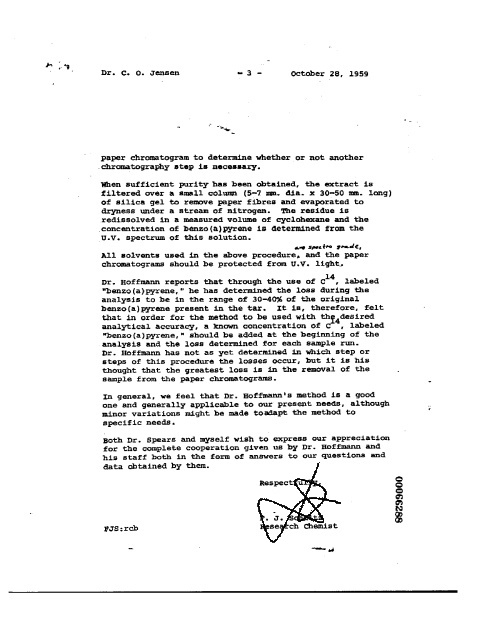 Dr. C. O. Jensen - 3 - October 28, 1959
paper chromatogram to determine whether or not another
chromatography step is necessary.
When sufficient purity has been obtained, the extract is
filtered over a small column (5-7 mm. dia. x 30-50 mm. long)
of silica gel to remove paper fibres and evaporated to
dryness under a stream of nitrogen. The residue is
redissolved in a measured volume of cyclohexane and the
concentration of benzo(a)pyrene is determined from the
U.V. spectrum of this solution.
are spectro grade,
All solvents used in the above procedure, and the paper
chromatograms should be protected from U.V. light.
Dr. Hoffmann reports that through the use of C14, labeled
"benzo(a)pyrene," he has determined the loss during the
analysis to be in the range of 30-40% of the original
benzo(a)pyrene present in the tar. It is, therefore, felt
that in order for the method to be used with the desired
analytical accuracy, a known concentration of C14, labeled
"benzo(a)pyrene," should be added at the beginning of the
analysis and the loss determined for each sample run.
Dr. Hoffmann has not as yet determined in which step or
steps of this procedure the losses occur, but it is his
thought that the greatest loss is in the removal of the
sample from the paper chromatograms.
In general, we feel that Dr. Hoffmann's method is a good
one and generally applicable to our present needs, although
minor variations might be made to adapt the method to
specific needs.
Both Dr. Spears and myself wish to express our appreciation
for the complete cooperation given us by Dr. Hoffmann and
his staff both in the form of answers to our questions and
data obtained by them.
Respectfully,
F. J.
Research Chemist
FJS:rcb
00066288